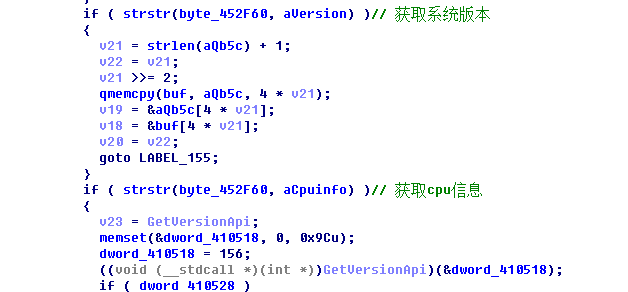 if ( strstr(byte_452F60, aVersion) )// 获取系统版本
{
v21 = strlen(aQb5c) + 1;
v22 = v21;
v21 >>= 2;
qmemcpy(buf, aQb5c, 4 * v21);
v19 = &aQb5c[4 * v21];
v18 = &buf[4 * v21];
v20 = v22;
goto LABEL_155;
}
if ( strstr(byte_452F60, aCpuinfo) )// 获取cpu信息
{
v23 = GetVersionApi;
memset(&dword_410518, 0, 0x9Cu);
dword_410518 = 156;
((void (__stdcall *)(int *))GetVersionApi)(&dword_410518);
if ( dword_410528 )